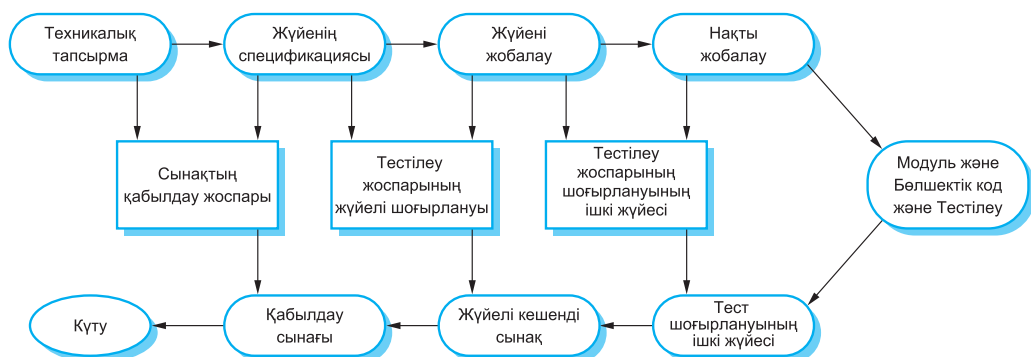 Техникалық
тапсырма
Жүйенің
спецификациясы
Жүйені
жобалау
Нақты
жобалау
Сынақтың
қабылдау жоспары
Тестілеу
жоспарының
жүйелі шоғырлануы
Тестілеу
жоспарының
шоғырлануының
ішкі жүйесі
Модуль және
Бөлшектік код
және Тестілеу
Күту
Қабылдау
сынағы
Жүйелі кешенді
сынақ
Тест
шоғырлануының
ішкі жүйесі